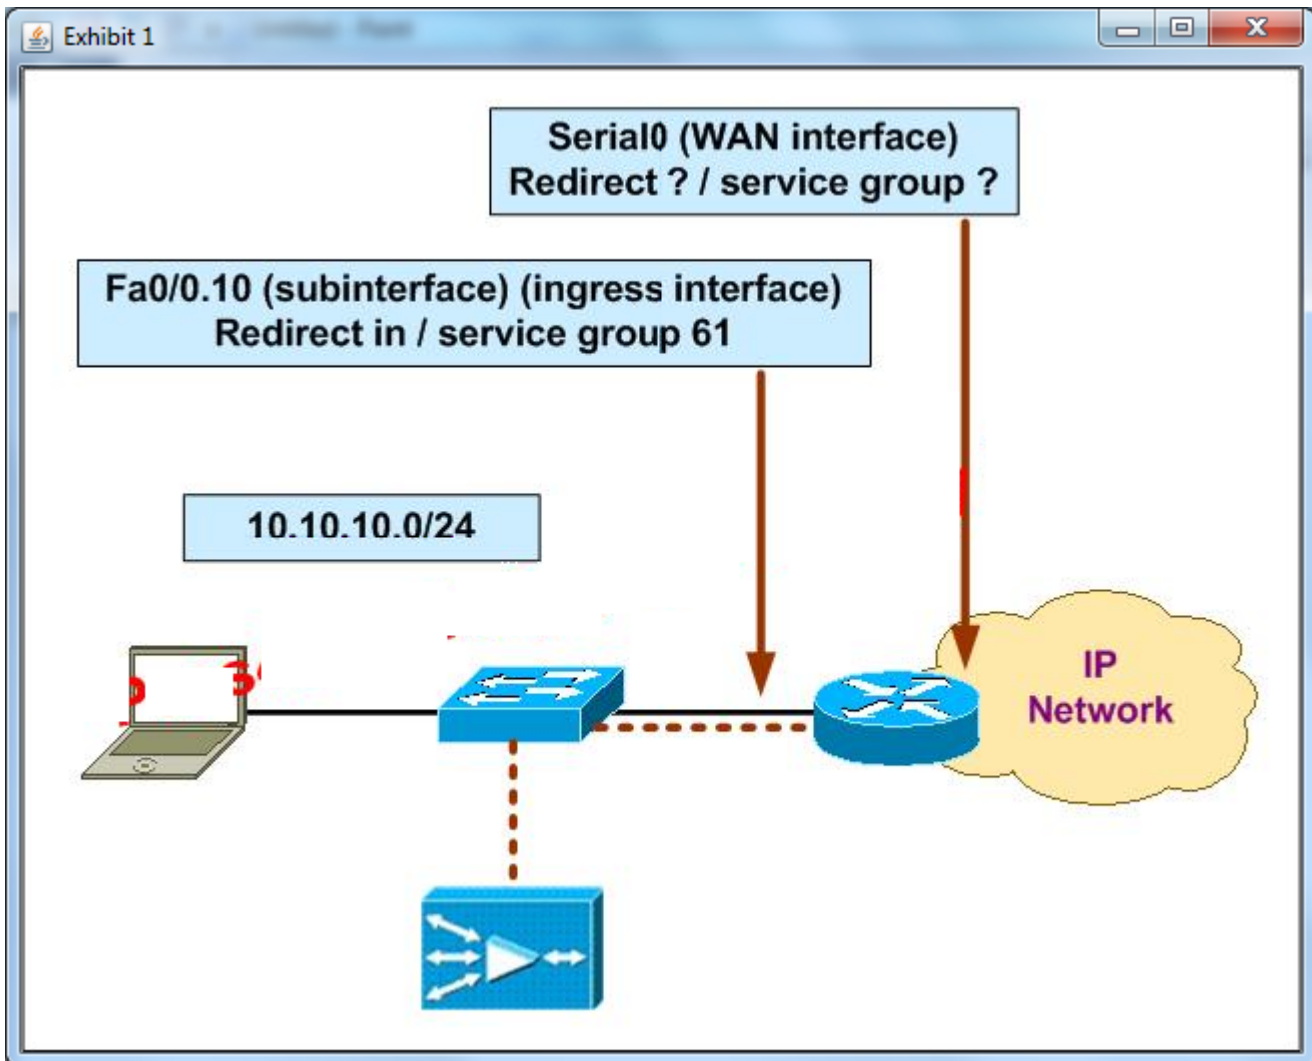 Exhibit 1
Serial0 (WAN interface)
Redirect ? / service group ?
Fa0/0.10 (subinterface) (ingress interface)
Redirect in / service group 61
10.10.10.0/24
IP
Network